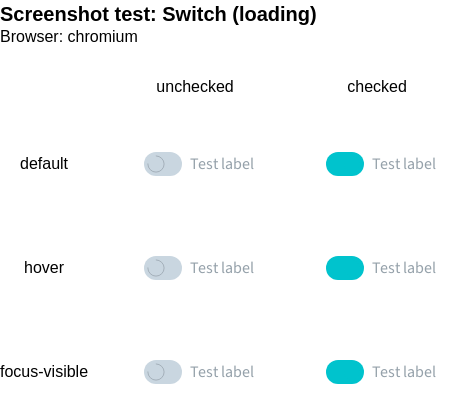 Screenshot test: Switch (loading)
Browser: chromium
unchecked checked
default Test label Test label
hover Test label Test label
focus-visible Test label Test label